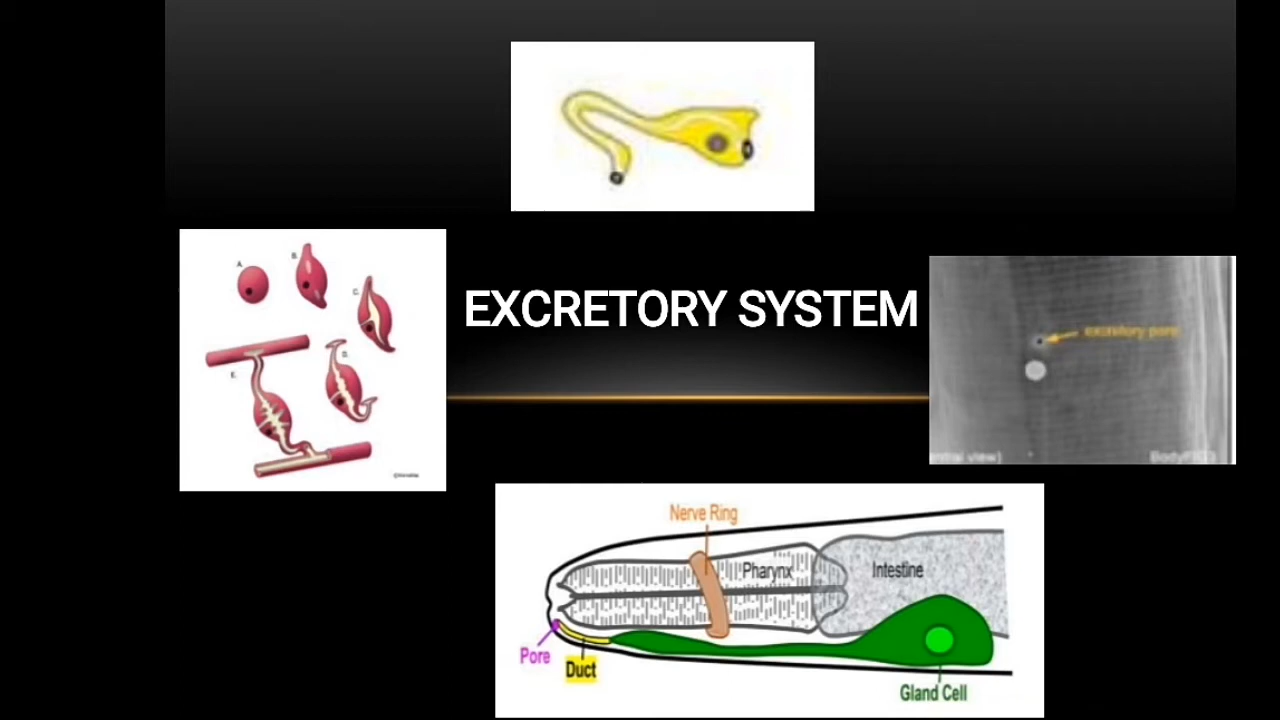 A.
B.
C.
D.
E.
EXCRETORY SYSTEM
excretory pore
Nerve Ring
Pharynx
Intestine
Pore
Duct
Gland Cell